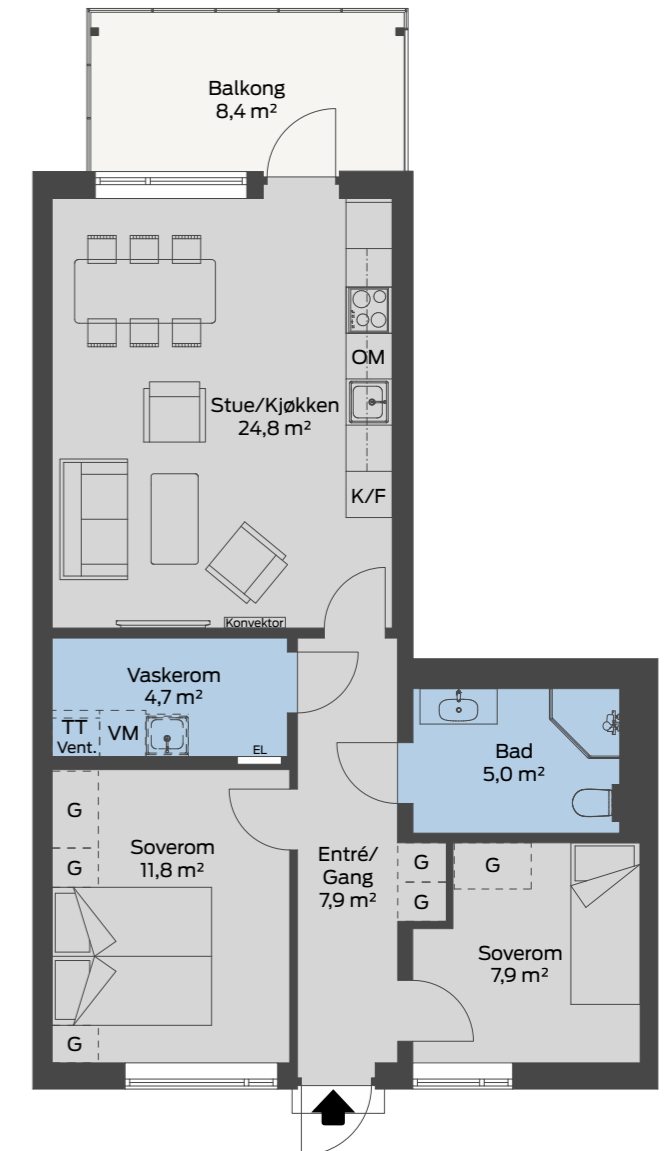 Balkong
8,4 m²
OM
Stue/Kjøkken
24,8 m²
K/F
Konvektor
Vaskerom
4,7 m²
TT
Vent.
VM
EL
Bad
5,0 m²
G
Soverom
11,8 m²
G
G
Entré/
Gang
7,9 m²
G
G
G
Soverom
7,9 m²